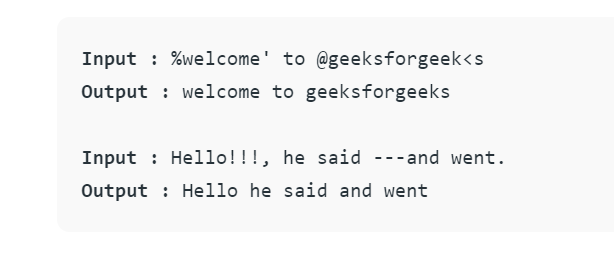 Input : %welcome' to @geeksforgeek<s
Output : welcome to geeksforgeeks
Input : Hello!!!, he said ---and went.
Output : Hello he said and went